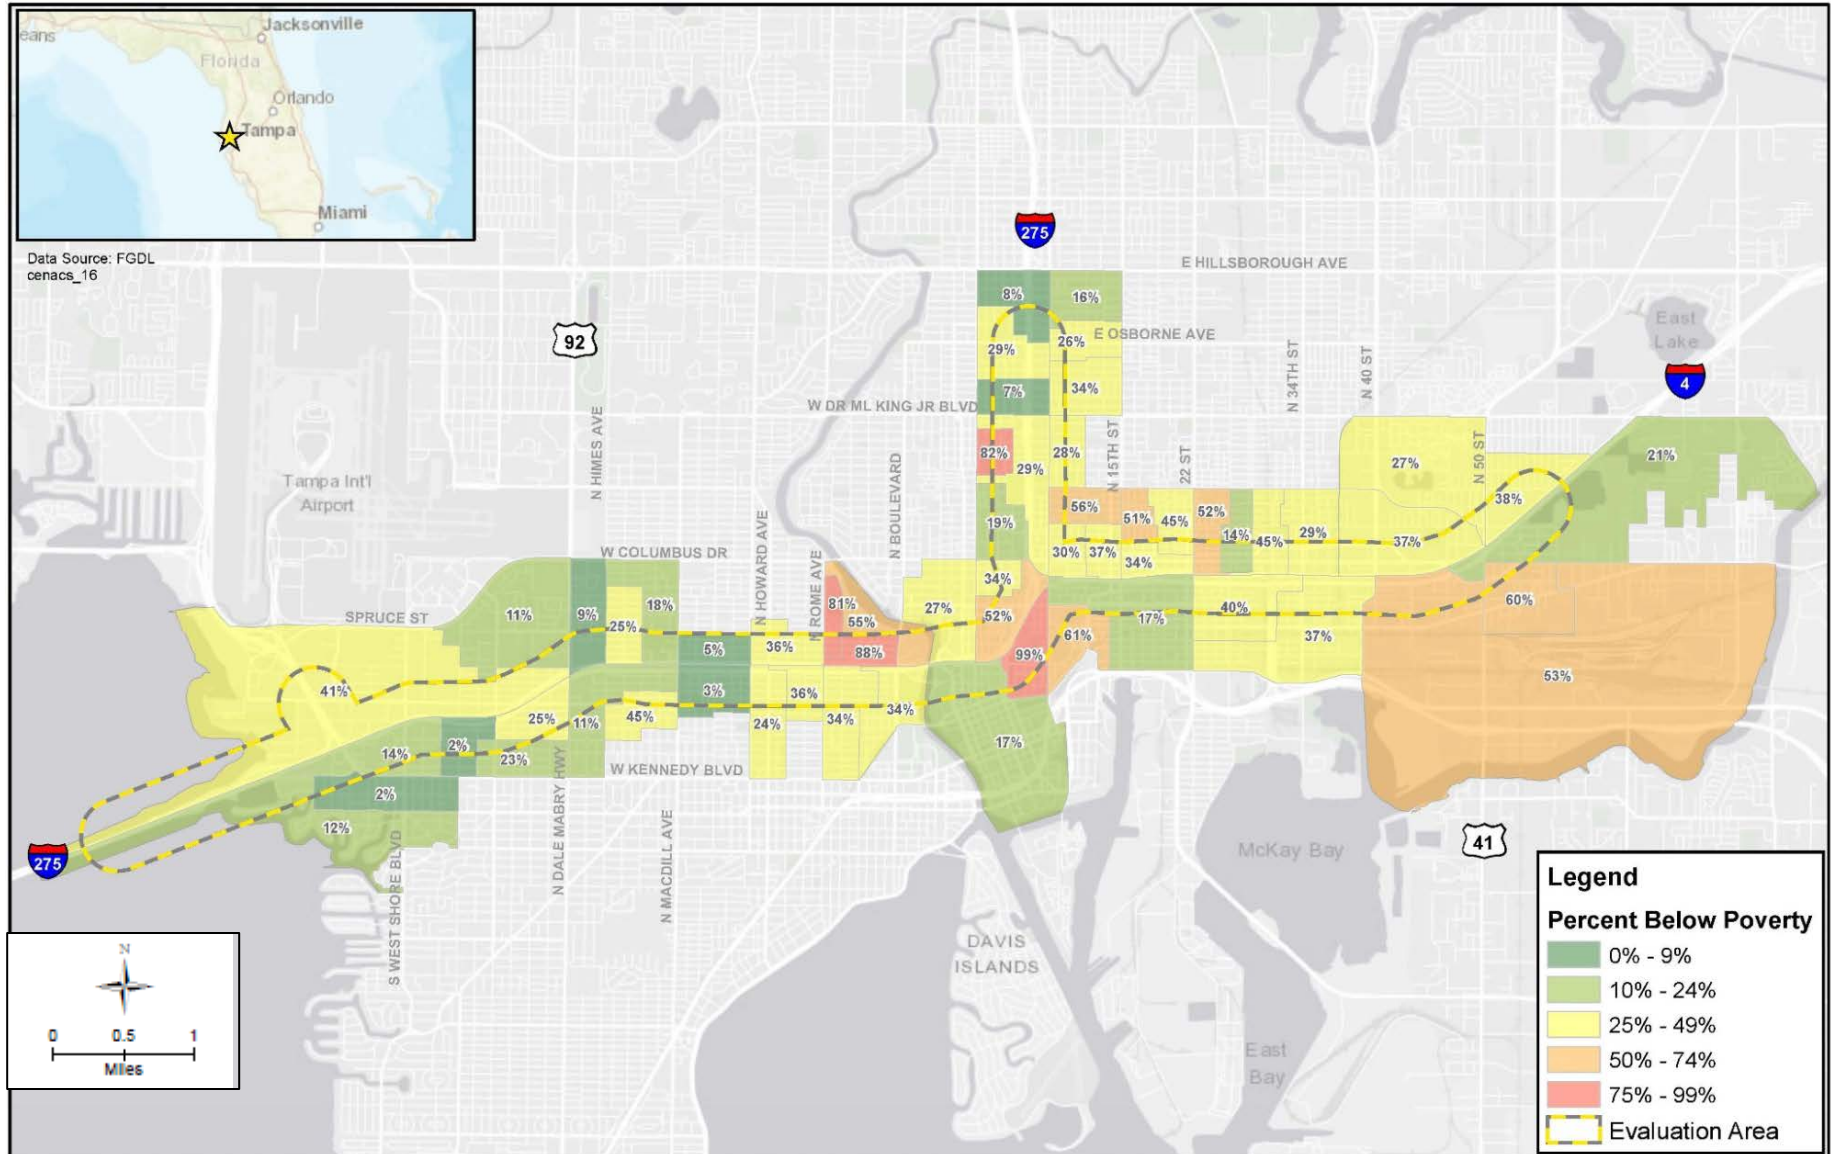 Jacksonville
eans
Florida
Orlando
Tampa
Miami
Data Source: FGDL
cenacs_16
275
E HILLSBOROUGH AVE
8%
16%
East
Lake
92
E OSBORNE AVE
26%
29%
N 34TH ST
N 40 ST
4
7%
34%
W DR ML KING JR BLVD
N HIMES AVE
N BOULEVARD
82%
29%
28%
N 15TH ST
22 ST
27%
N 50 ST
21%
Tampa Int'l
Airport
38%
56%
51%
45%
52%
19%
14%
45%
29%
37%
30%
37%
34%
N HOWARD AVE
N ROME AVE
W COLUMBUS DR
34%
SPRUCE ST
11%
9%
25%
18%
81%
55%
27%
52%
61%
17%
40%
37%
60%
5%
36%
88%
99%
53%
41%
3%
36%
25%
11%
45%
24%
34%
34%
14%
2%
23%
17%
W KENNEDY BLVD
2%
12%
N DALE MABRY HWY
N MACDILL AVE
S WEST SHORE BLVD
275
McKay Bay
41
DAVIS
ISLANDS
East
Bay
N
0 0.5 1
Miles
Legend
Percent Below Poverty
0% - 9%
10% - 24%
25% - 49%
50% - 74%
75% - 99%
Evaluation Area